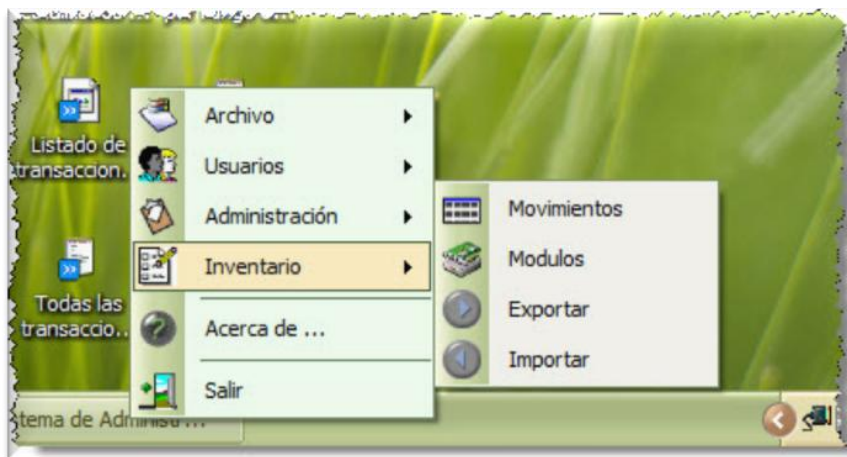 Listado de
transaccion.
Todas las
transaccio..
Archivo
Usuarios
Administración
Inventario
Acerca de ...
Salir
Movimientos
Modulos
Exportar
Importar
tema de